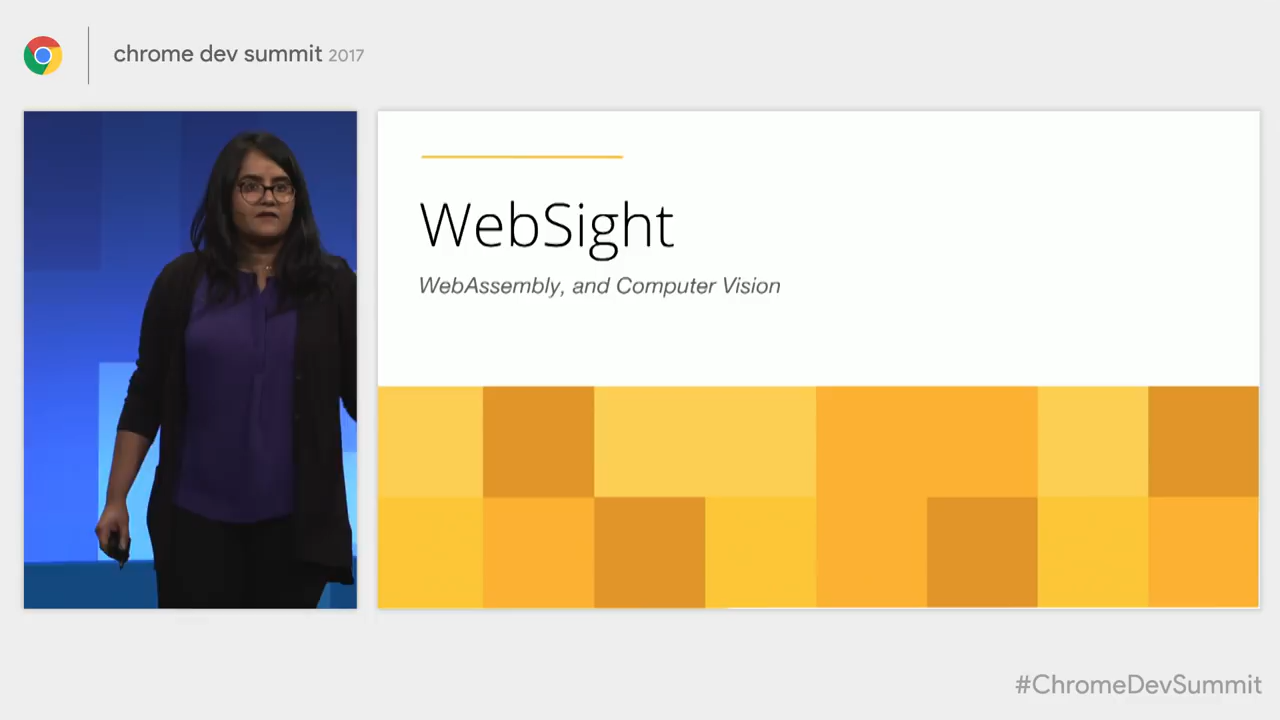 chrome dev summit 2017
WebSight
WebAssembly, and Computer Vision
#ChromeDevSummit